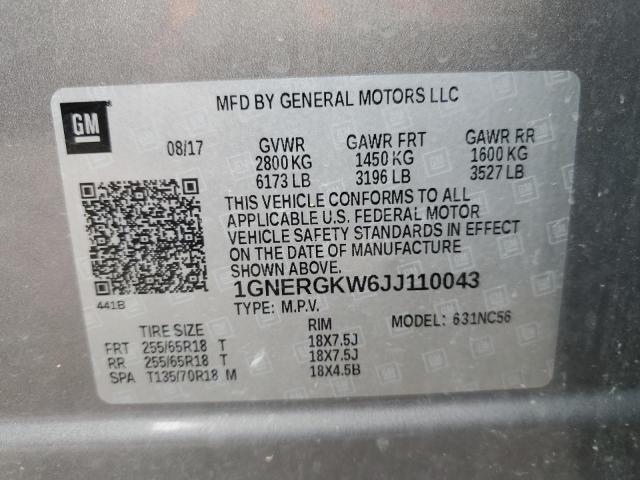 MFD BY GENERAL MOTORS LLC
GM
08/17 GVWR GAWR FRT GAWR RR
2800 KG 1450 KG 1600 KG
6173 LB 3196 LB 3527 LB
THIS VEHICLE CONFORMS TO ALL
APPLICABLE U.S. FEDERAL MOTOR
VEHICLE SAFETY STANDARDS IN EFFECT
ON THE DATE OF MANUFACTURE
SHOWN ABOVE.
441B
1GNERGKW6JJ110043
TYPE: M.P.V. MODEL: 631NC56
TIRE SIZE RIM
FRT 255/65R18 T 18X7.5J
RR 255/65R18 T 18X7.5J
SPA T135/70R18 M 18X4.5B